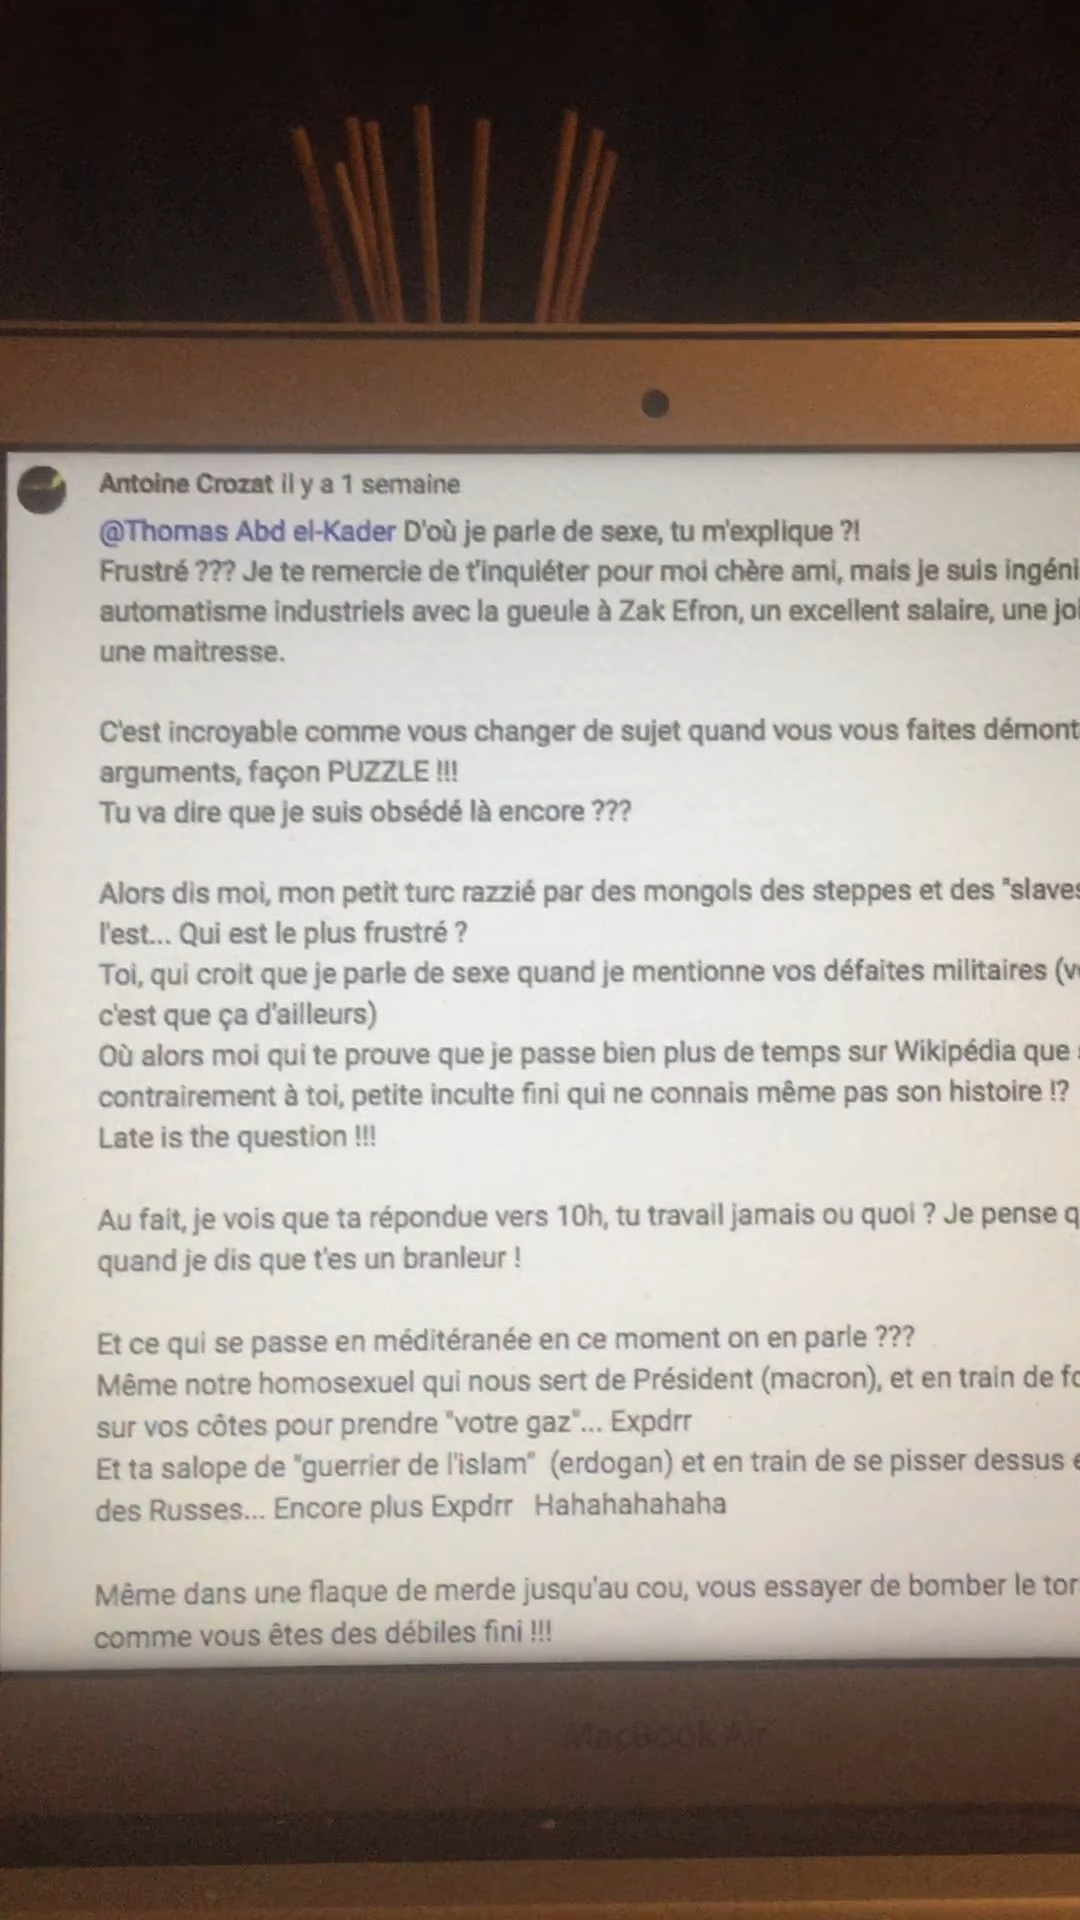 Antoine Crozat il y a 1 semaine
@Thomas Abd el-Kader D'où je parle de sexe, tu m'explique ?!
Frustré ??? Je te remercie de t'inquiéter pour moi chère ami, mais je suis ingéni
automatisme industriels avec la gueule à Zak Efron, un excellent salaire, une jol
une maitresse.
C'est incroyable comme vous changer de sujet quand vous vous faites démont
arguments, façon PUZZLE !!!
Tu va dire que je suis obsédé là encore ???
Alors dis moi, mon petit turc razzié par des mongols des steppes et des "slaves
l'est... Qui est le plus frustré ?
Toi, qui croit que je parle de sexe quand je mentionne vos défaites militaires (v
c'est que ça d'ailleurs)
Où alors moi qui te prouve que je passe bien plus de temps sur Wikipédia que
contrairement à toi, petite inculte fini qui ne connais même pas son histoire !?
Late is the question !!!
Au fait, je vois que ta répondue vers 10h, tu travail jamais ou quoi ? Je pense q
quand je dis que t'es un branleur !
Et ce qui se passe en méditéranée en ce moment on en parle ???
Même notre homosexuel qui nous sert de Président (macron), et en train de fo
sur vos côtes pour prendre "votre gaz"... Expdrr
Et ta salope de "guerrier de l'islam" (erdogan) et en train de se pisser dessus e
des Russes... Encore plus Expdrr Hahahahahaha
Même dans une flaque de merde jusqu'au cou, vous essayer de bomber le tor
comme vous êtes des débiles fini !!!
MacBook Air